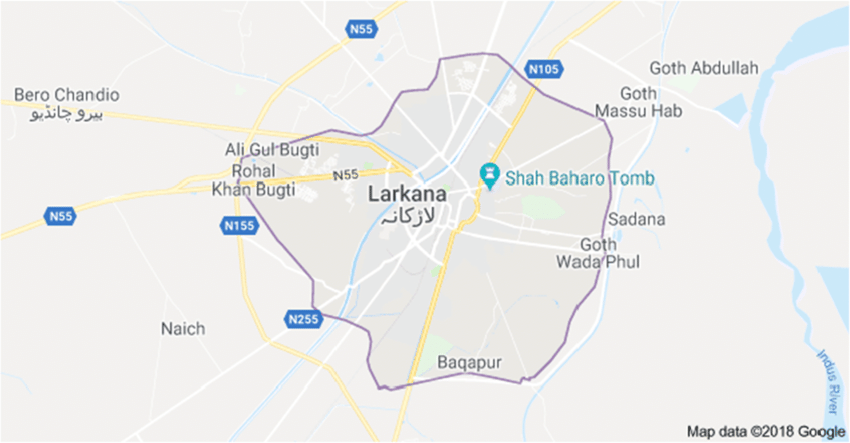 N55
N105
Goth Abdullah
Bero Chandio
بيرو چانڈیو
Goth
Massu Hab
Ali Gul Bugti
Rohal
Khan Bugti
N55
Shah Baharo Tomb
Larkana
لاڑکانہ
N55
N155
Sadana
Goth
Wada Phul
N255
Naich
Baqapur
Indus River
Map data ©2018 Google